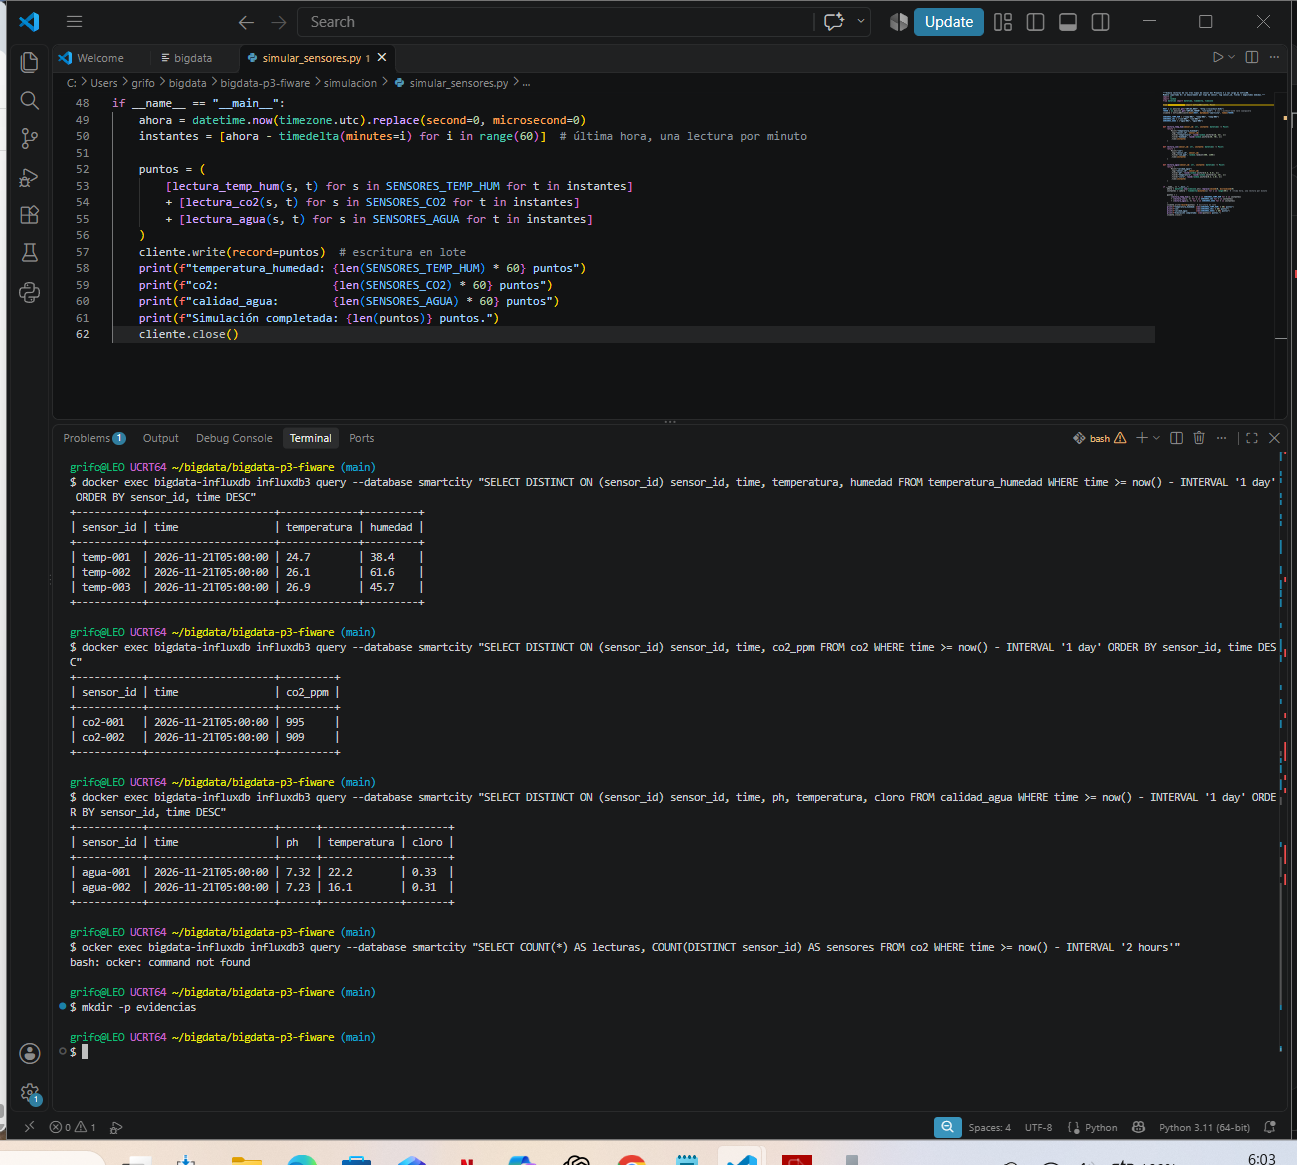 Search
Update
Welcome
bigdata
simular_sensores.py 1
C: > Users > grifo > bigdata > bigdata-p3-fiware > simulacion > simular_sensores.py > ...
48 if __name__ == "__main__":
49 ahora = datetime.now(timezone.utc).replace(second=0, microsecond=0)
50 instantes = [ahora - timedelta(minutes=i) for i in range(60)]  # última hora, una lectura por minuto
51
52 puntos = (
53 [lectura_temp_hum(s, t) for s in SENSORES_TEMP_HUM for t in instantes]
54 + [lectura_co2(s, t) for s in SENSORES_CO2 for t in instantes]
55 + [lectura_agua(s, t) for s in SENSORES_AGUA for t in instantes]
56 )
57 cliente.write(record=puntos)  # escritura en lote
58 print(f"temperatura_humedad: {len(SENSORES_TEMP_HUM) * 60} puntos")
59 print(f"co2:                 {len(SENSORES_CO2) * 60} puntos")
60 print(f"calidad_agua:        {len(SENSORES_AGUA) * 60} puntos")
61 print(f"Simulación completada: {len(puntos)} puntos.")
62 cliente.close()
Problems 1 Output Debug Console Terminal Ports
bash
grifo@LEO UCRT64 ~/bigdata/bigdata-p3-fiware (main)
$ docker exec bigdata-influxdb influxdb3 query --database smartcity "SELECT DISTINCT ON (sensor_id) sensor_id, time, temperatura, humedad FROM temperatura_humedad WHERE time >= now() - INTERVAL '1 day'
ORDER BY sensor_id, time DESC"
+-----------+---------------------+-------------+---------+
| sensor_id | time                | temperatura | humedad |
+-----------+---------------------+-------------+---------+
| temp-001  | 2026-11-21T05:00:00 | 24.7        | 38.4    |
| temp-002  | 2026-11-21T05:00:00 | 26.1        | 61.6    |
| temp-003  | 2026-11-21T05:00:00 | 26.9        | 45.7    |
+-----------+---------------------+-------------+---------+
grifo@LEO UCRT64 ~/bigdata/bigdata-p3-fiware (main)
$ docker exec bigdata-influxdb influxdb3 query --database smartcity "SELECT DISTINCT ON (sensor_id) sensor_id, time, co2_ppm FROM co2 WHERE time >= now() - INTERVAL '1 day' ORDER BY sensor_id, time DES
C"
+-----------+---------------------+---------+
| sensor_id | time                | co2_ppm |
+-----------+---------------------+---------+
| co2-001   | 2026-11-21T05:00:00 | 995     |
| co2-002   | 2026-11-21T05:00:00 | 909     |
+-----------+---------------------+---------+
grifo@LEO UCRT64 ~/bigdata/bigdata-p3-fiware (main)
$ docker exec bigdata-influxdb influxdb3 query --database smartcity "SELECT DISTINCT ON (sensor_id) sensor_id, time, ph, temperatura, cloro FROM calidad_agua WHERE time >= now() - INTERVAL '1 day' ORDE
R BY sensor_id, time DESC"
+-----------+---------------------+------+-------------+-------+
| sensor_id | time                | ph   | temperatura | cloro |
+-----------+---------------------+------+-------------+-------+
| agua-001  | 2026-11-21T05:00:00 | 7.32 | 22.2        | 0.33  |
| agua-002  | 2026-11-21T05:00:00 | 7.23 | 16.1        | 0.31  |
+-----------+---------------------+------+-------------+-------+
grifo@LEO UCRT64 ~/bigdata/bigdata-p3-fiware (main)
$ ocker exec bigdata-influxdb influxdb3 query --database smartcity "SELECT COUNT(*) AS lecturas, COUNT(DISTINCT sensor_id) AS sensores FROM co2 WHERE time >= now() - INTERVAL '2 hours'"
bash: ocker: command not found
grifo@LEO UCRT64 ~/bigdata/bigdata-p3-fiware (main)
$ mkdir -p evidencias
grifo@LEO UCRT64 ~/bigdata/bigdata-p3-fiware (main)
$
1
0 1 Spaces: 4 UTF-8 Python Python 3.11 (64-bit)
6:03